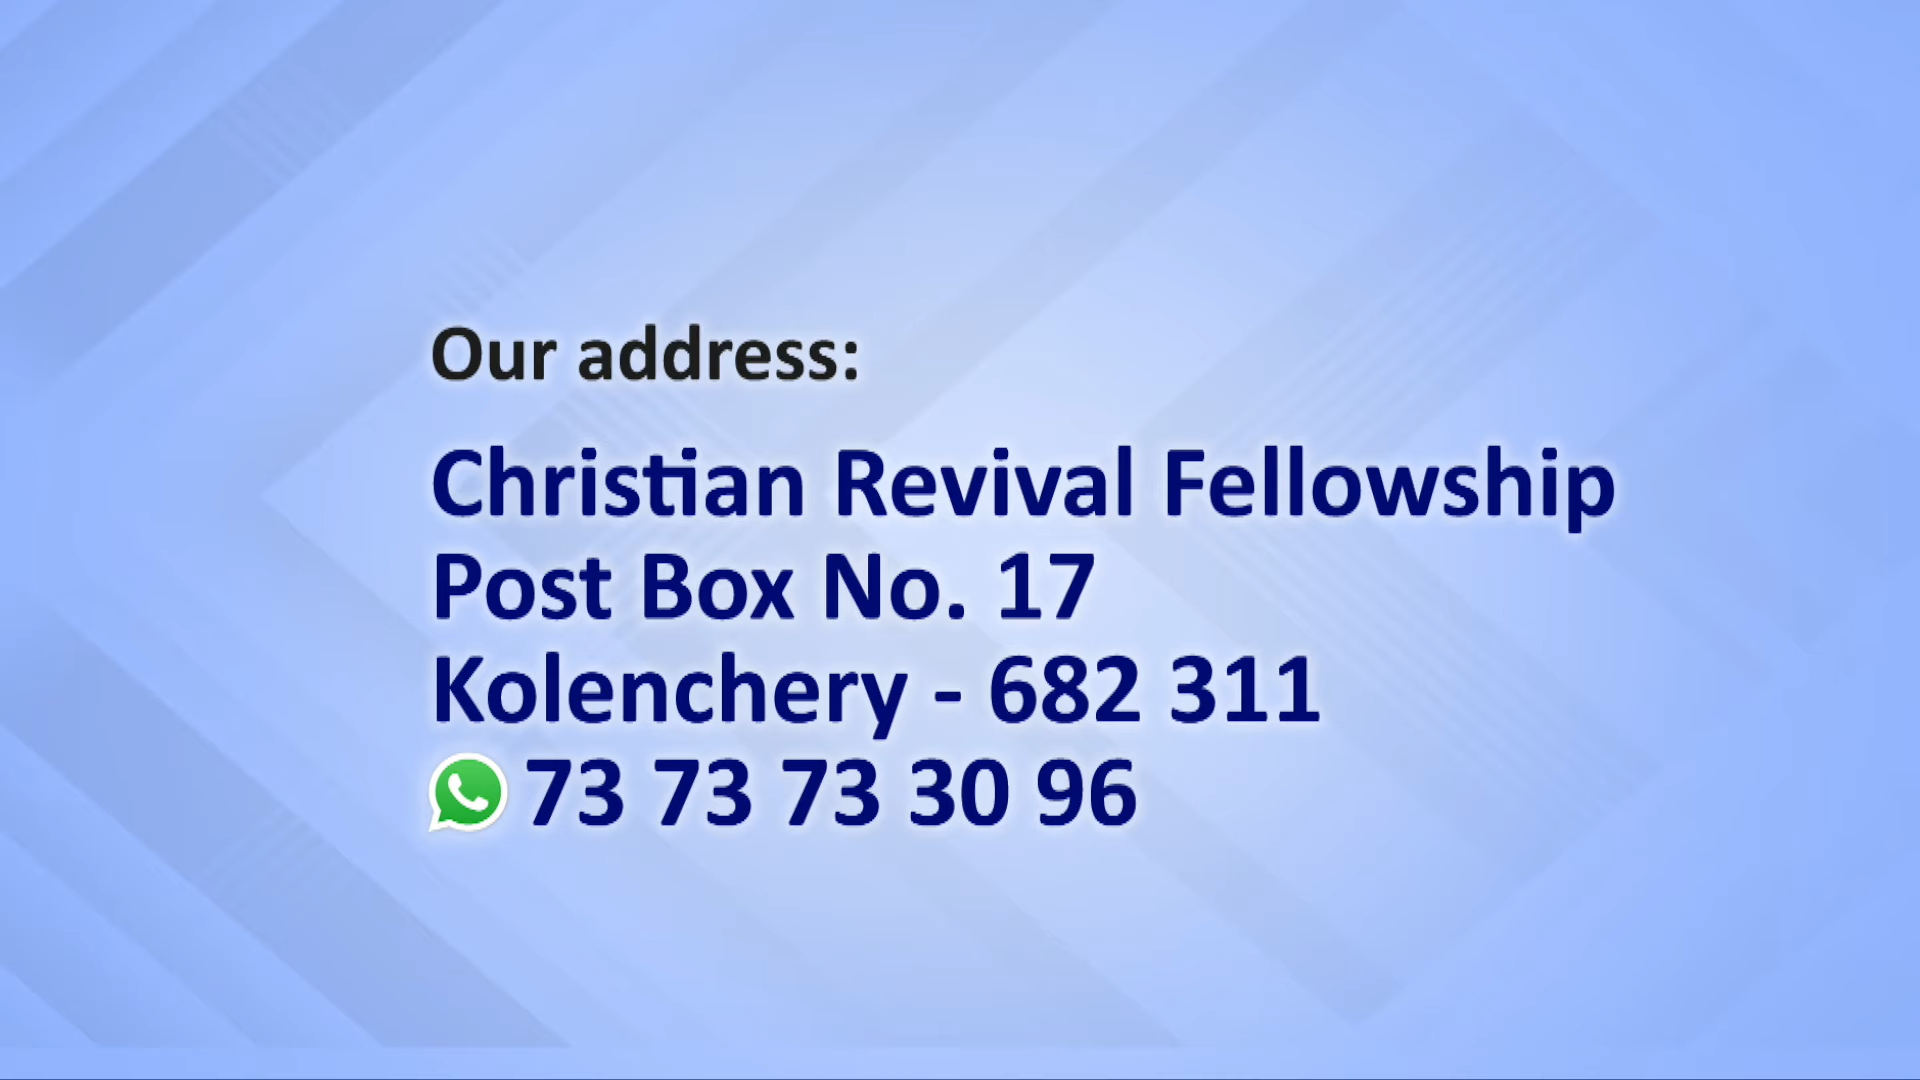 Our address:
Christian Revival Fellowship
Post Box No. 17
Kolenchery - 682 311
73 73 73 30 96